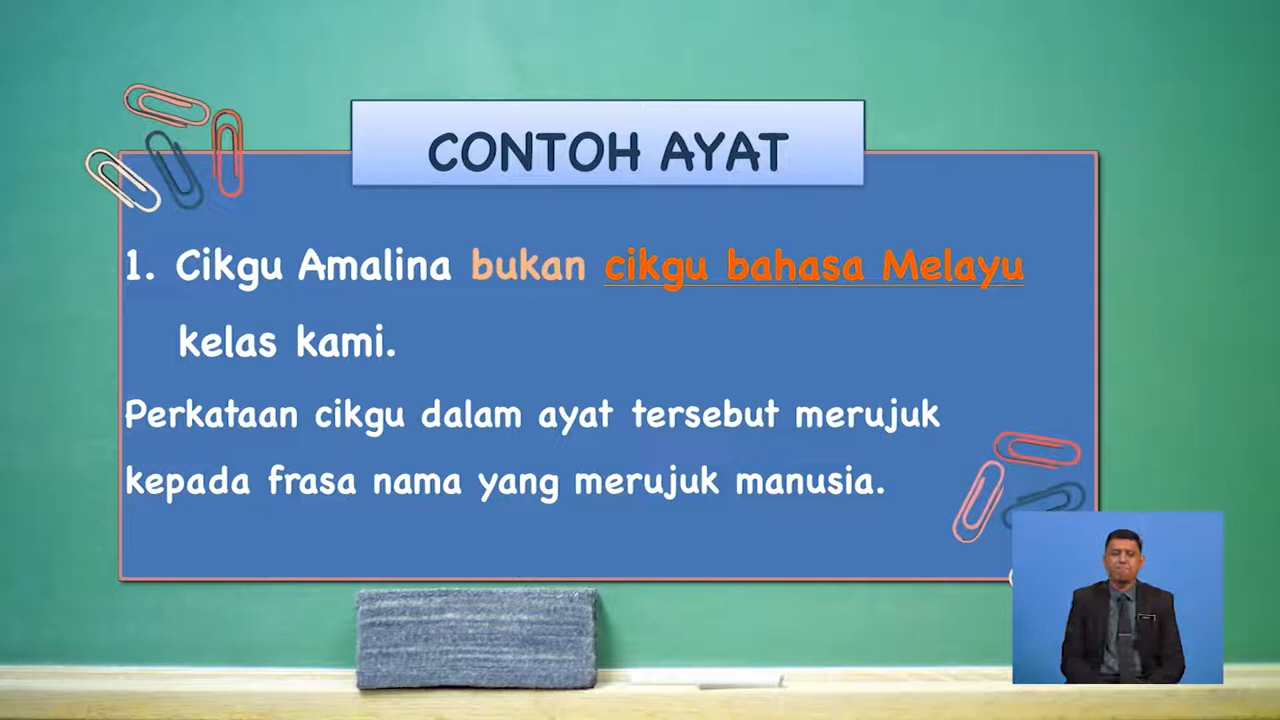 CONTOH AYAT
1. Cikgu Amalina bukan cikgu bahasa Melayu
kelas kami.
Perkataan cikgu dalam ayat tersebut merujuk
kepada frasa nama yang merujuk manusia.